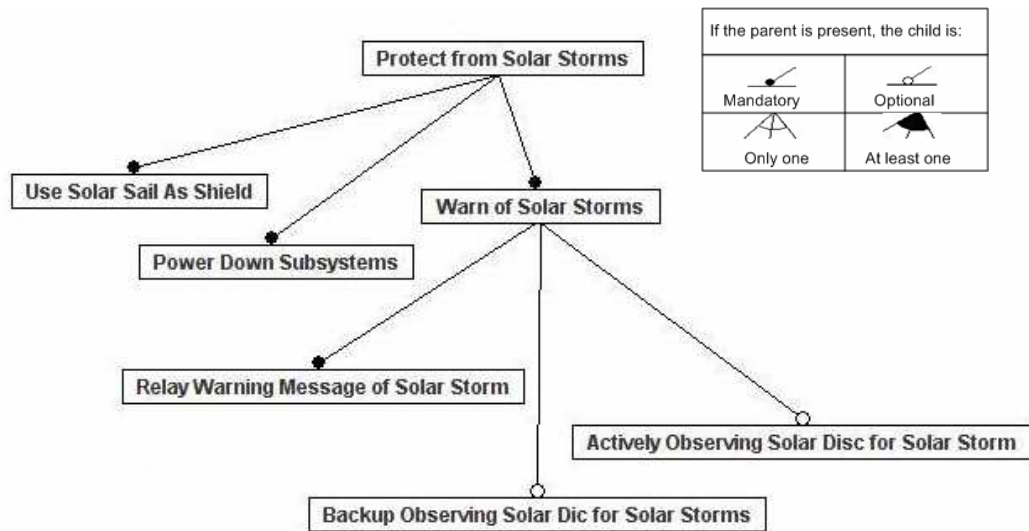 If the parent is present, the child is:
Mandatory
Optional
Only one
At least one
Protect from Solar Storms
Use Solar Sail As Shield
Warn of Solar Storms
Power Down Subsystems
Relay Warning Message of Solar Storm
Actively Observing Solar Disc for Solar Storm
Backup Observing Solar Dic for Solar Storms